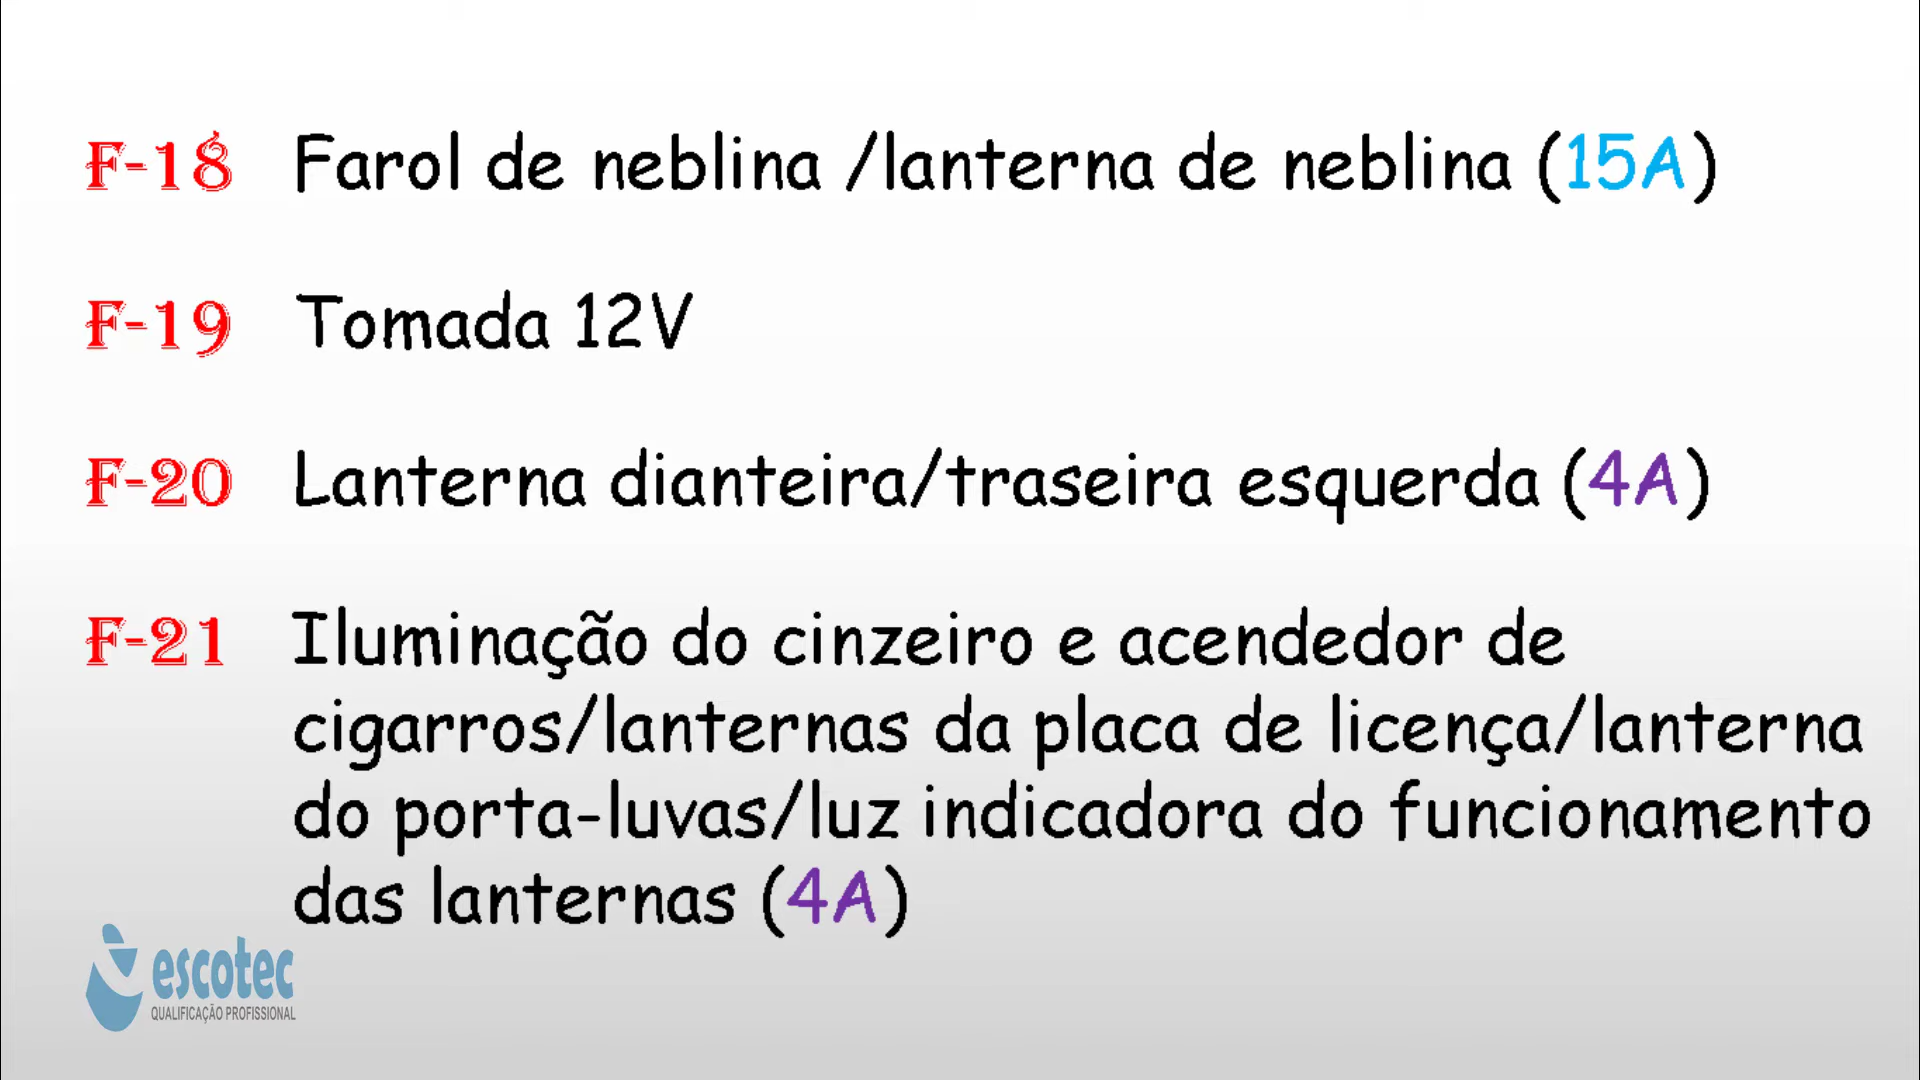 F-18 Farol de neblina /lanterna de neblina (15A)
F-19 Tomada 12V
F-20 Lanterna dianteira/traseira esquerda (4A)
F-21 Iluminação do cinzeiro e acendedor de
cigarros/lanternas da placa de licença/lanterna
do porta-luvas/luz indicadora do funcionamento
das lanternas (4A)
escotec
QUALIFICAÇÃO PROFISSIONAL